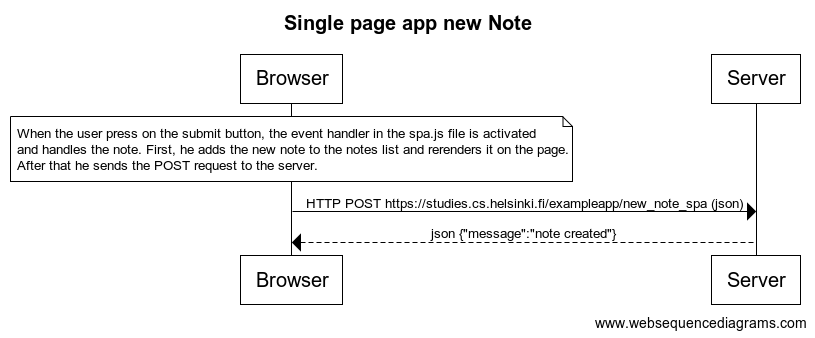 Single page app new Note
Browser
Server
When the user press on the submit button, the event handler in the spa.js file is activated
and handles the note. First, he adds the new note to the notes list and rerenders it on the page.
After that he sends the POST request to the server.
HTTP POST https://studies.cs.helsinki.fi/exampleapp/new_note_spa (json)
json {"message":"note created"}
Browser
Server
www.websequencediagrams.com